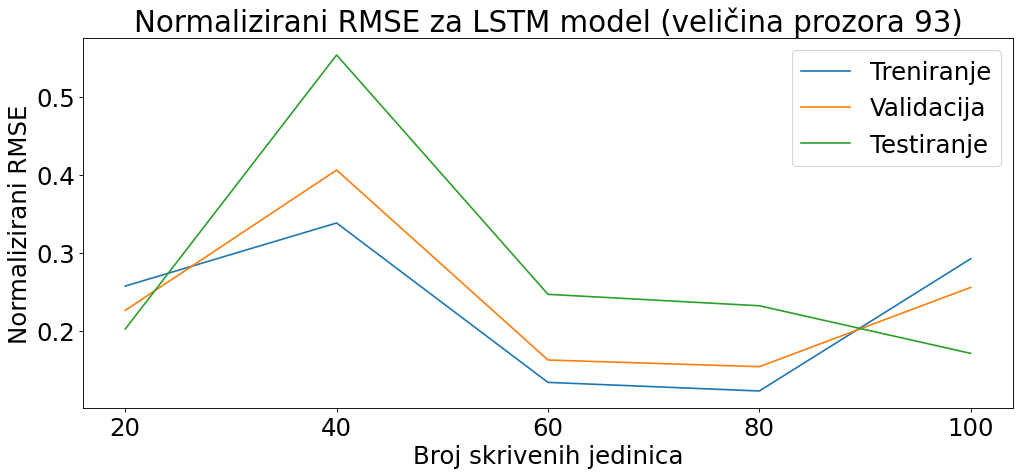 Normalizirani RMSE za LSTM model (veličina prozora 93)
Treniranje
Validacija
Testiranje
Normalizirani RMSE
0.5
0.4
0.3
0.2
20 40 60 80 100
Broj skrivenih jedinica